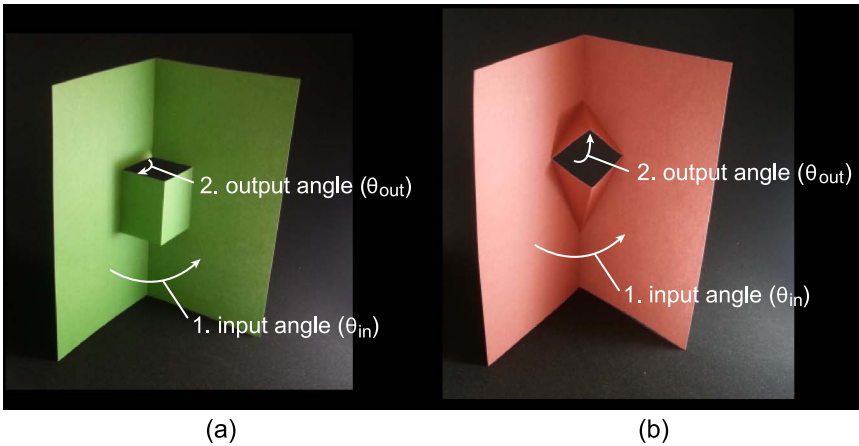 2. output angle (θout)
1. input angle (θin)
(a)
2. output angle (θout)
1. input angle (θin)
(b)